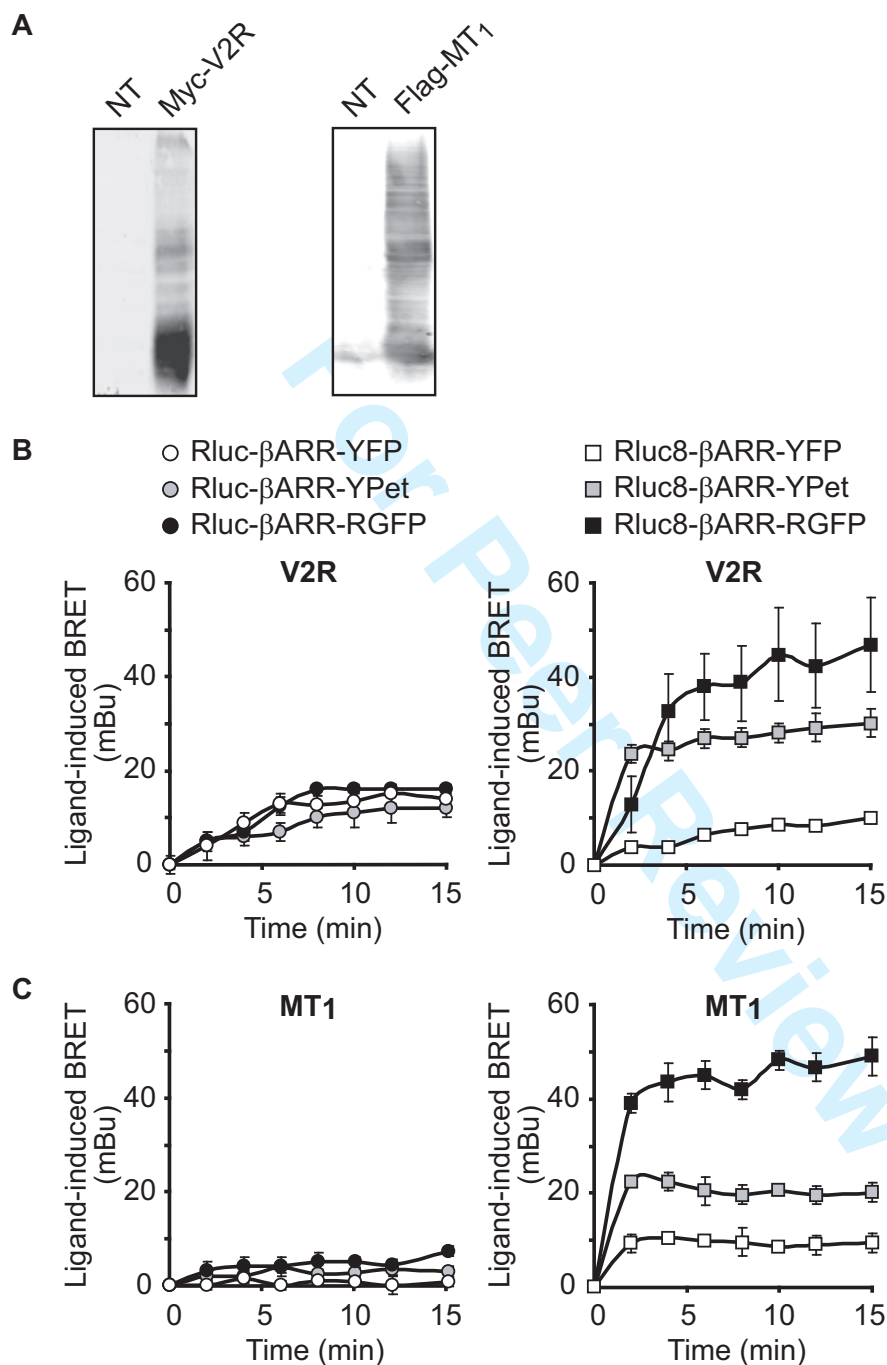 A
NT
Myc-V2R
NT
Flag-MT1
For Peer Review
B
Rluc-βARR-YFP
Rluc-βARR-YPet
Rluc-βARR-RGFP
Rluc8-βARR-YFP
Rluc8-βARR-YPet
Rluc8-βARR-RGFP
V2R
60
40
20
0
Ligand-induced BRET
(mBu)
0 5 10 15
Time (min)
V2R
60
40
20
0
Ligand-induced BRET
(mBu)
0 5 10 15
Time (min)
C
MT1
60
40
20
0
Ligand-induced BRET
(mBu)
0 5 10 15
Time (min)
MT1
60
40
20
0
Ligand-induced BRET
(mBu)
0 5 10 15
Time (min)